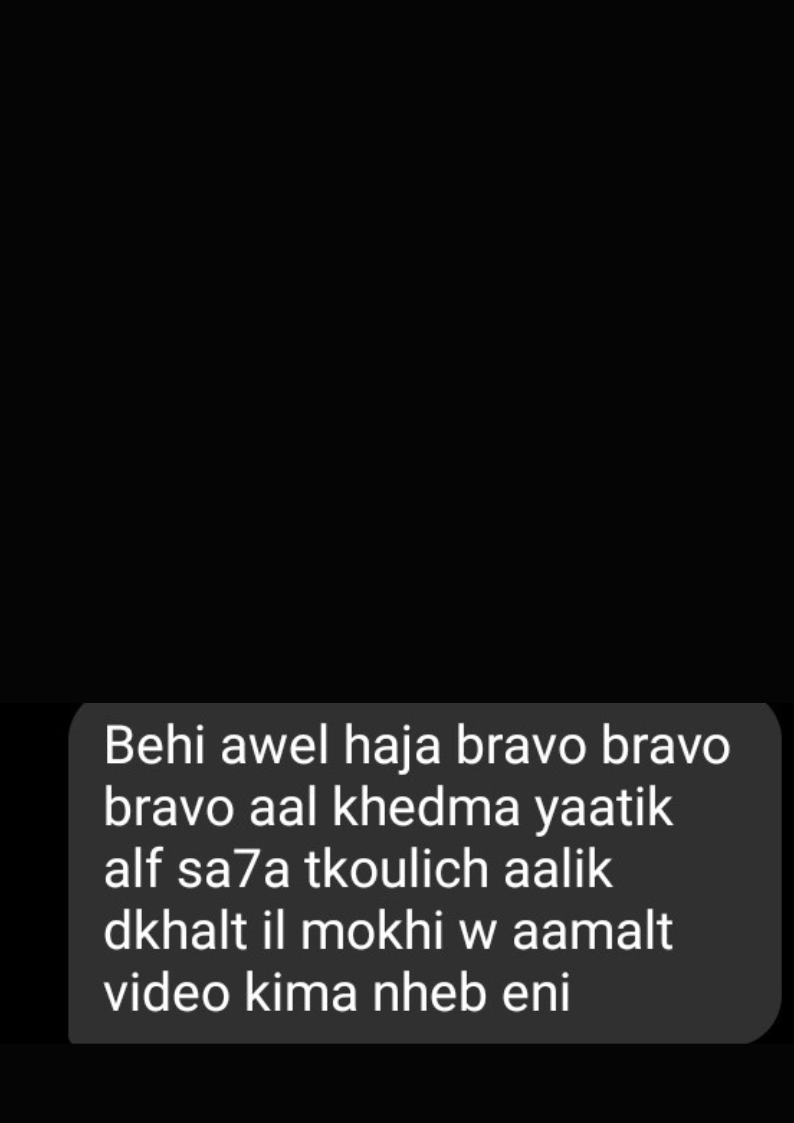 Behi awel haja bravo bravo
bravo aal khedma yaatik
alf sa7a tkoulich aalik
dkhalt il mokhi w aamalt
video kima nheb eni